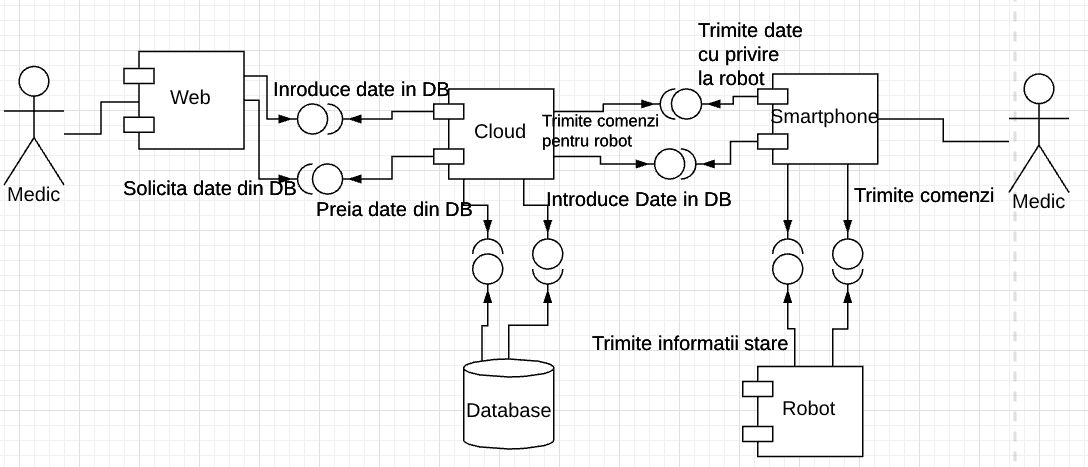 Trimite date
cu privire
la robot
Web
Inroduce date in DB
Cloud
Trimite comenzi
pentru robot
Smartphone
Medic
Solicita date din DB
Preia date din DB
Introduce Date in DB
Trimite comenzi
Medic
Trimite informatii stare
Database
Robot